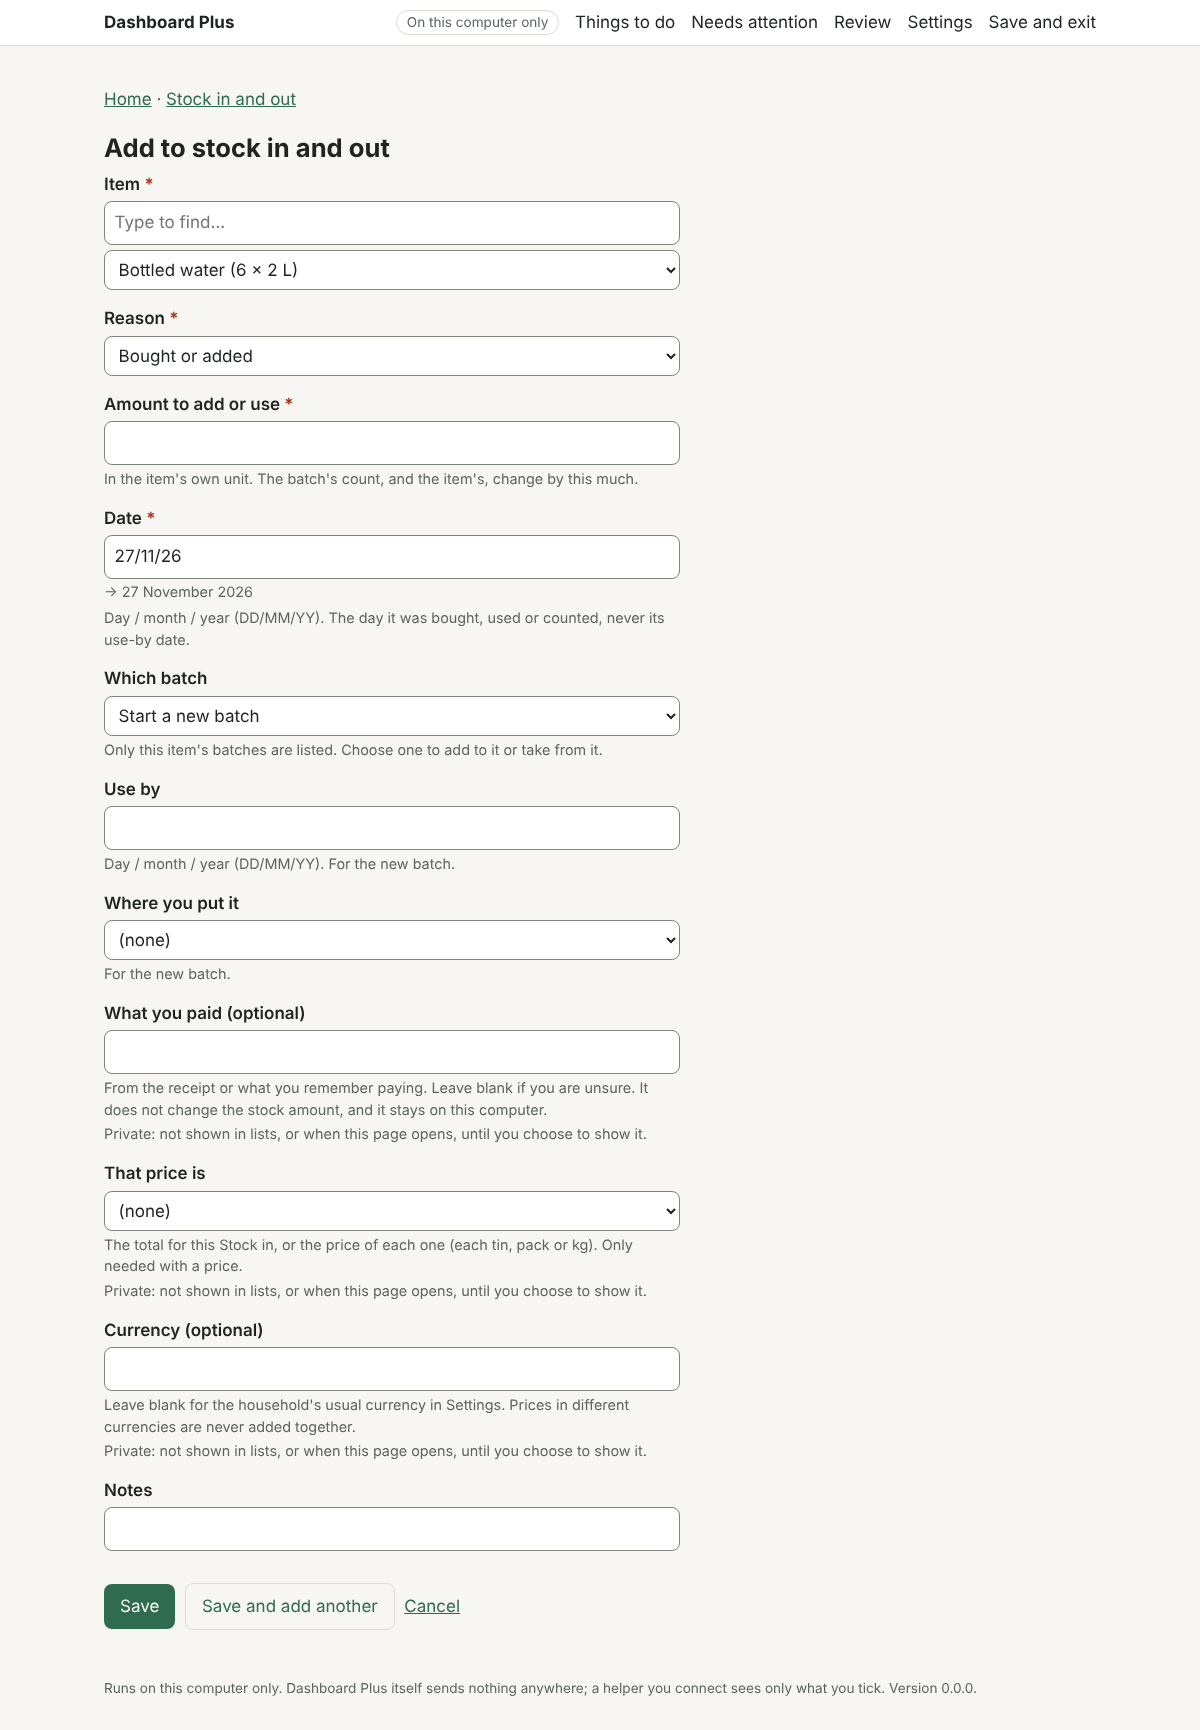 Dashboard Plus
On this computer only
Things to do
Needs attention
Review
Settings
Save and exit
Home · Stock in and out
Add to stock in and out
Item *
Type to find...
Bottled water (6 × 2 L)
Reason *
Bought or added
Amount to add or use *
In the item's own unit. The batch's count, and the item's, change by this much.
Date *
27/11/26
→ 27 November 2026
Day / month / year (DD/MM/YY). The day it was bought, used or counted, never its
use-by date.
Which batch
Start a new batch
Only this item's batches are listed. Choose one to add to it or take from it.
Use by
Day / month / year (DD/MM/YY). For the new batch.
Where you put it
(none)
For the new batch.
What you paid (optional)
From the receipt or what you remember paying. Leave blank if you are unsure. It
does not change the stock amount, and it stays on this computer.
Private: not shown in lists, or when this page opens, until you choose to show it.
That price is
(none)
The total for this Stock in, or the price of each one (each tin, pack or kg). Only
needed with a price.
Private: not shown in lists, or when this page opens, until you choose to show it.
Currency (optional)
Leave blank for the household's usual currency in Settings. Prices in different
currencies are never added together.
Private: not shown in lists, or when this page opens, until you choose to show it.
Notes
Save
Save and add another
Cancel
Runs on this computer only. Dashboard Plus itself sends nothing anywhere; a helper you connect sees only what you tick. Version 0.0.0.